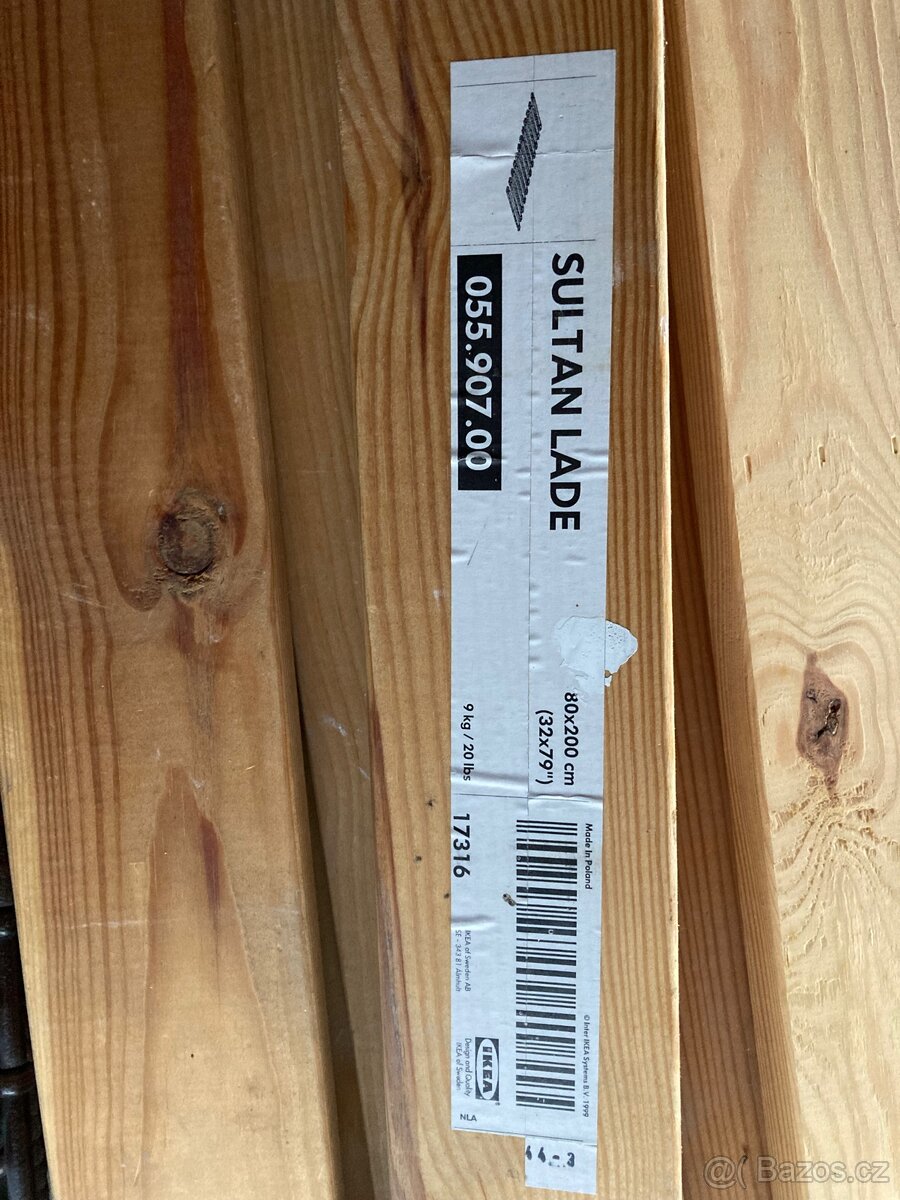 SULTAN LADE
055.907.00
80x200 cm
(32x79")
9 kg / 20 lbs
17316
Made in Poland
© Inter IKEA Systems B.V. 1999
IKEA of Sweden AB
SE - 343 81 Älmhult
IKEA
Design and Quality
IKEA of Sweden
NLA
@ Bazos.cz